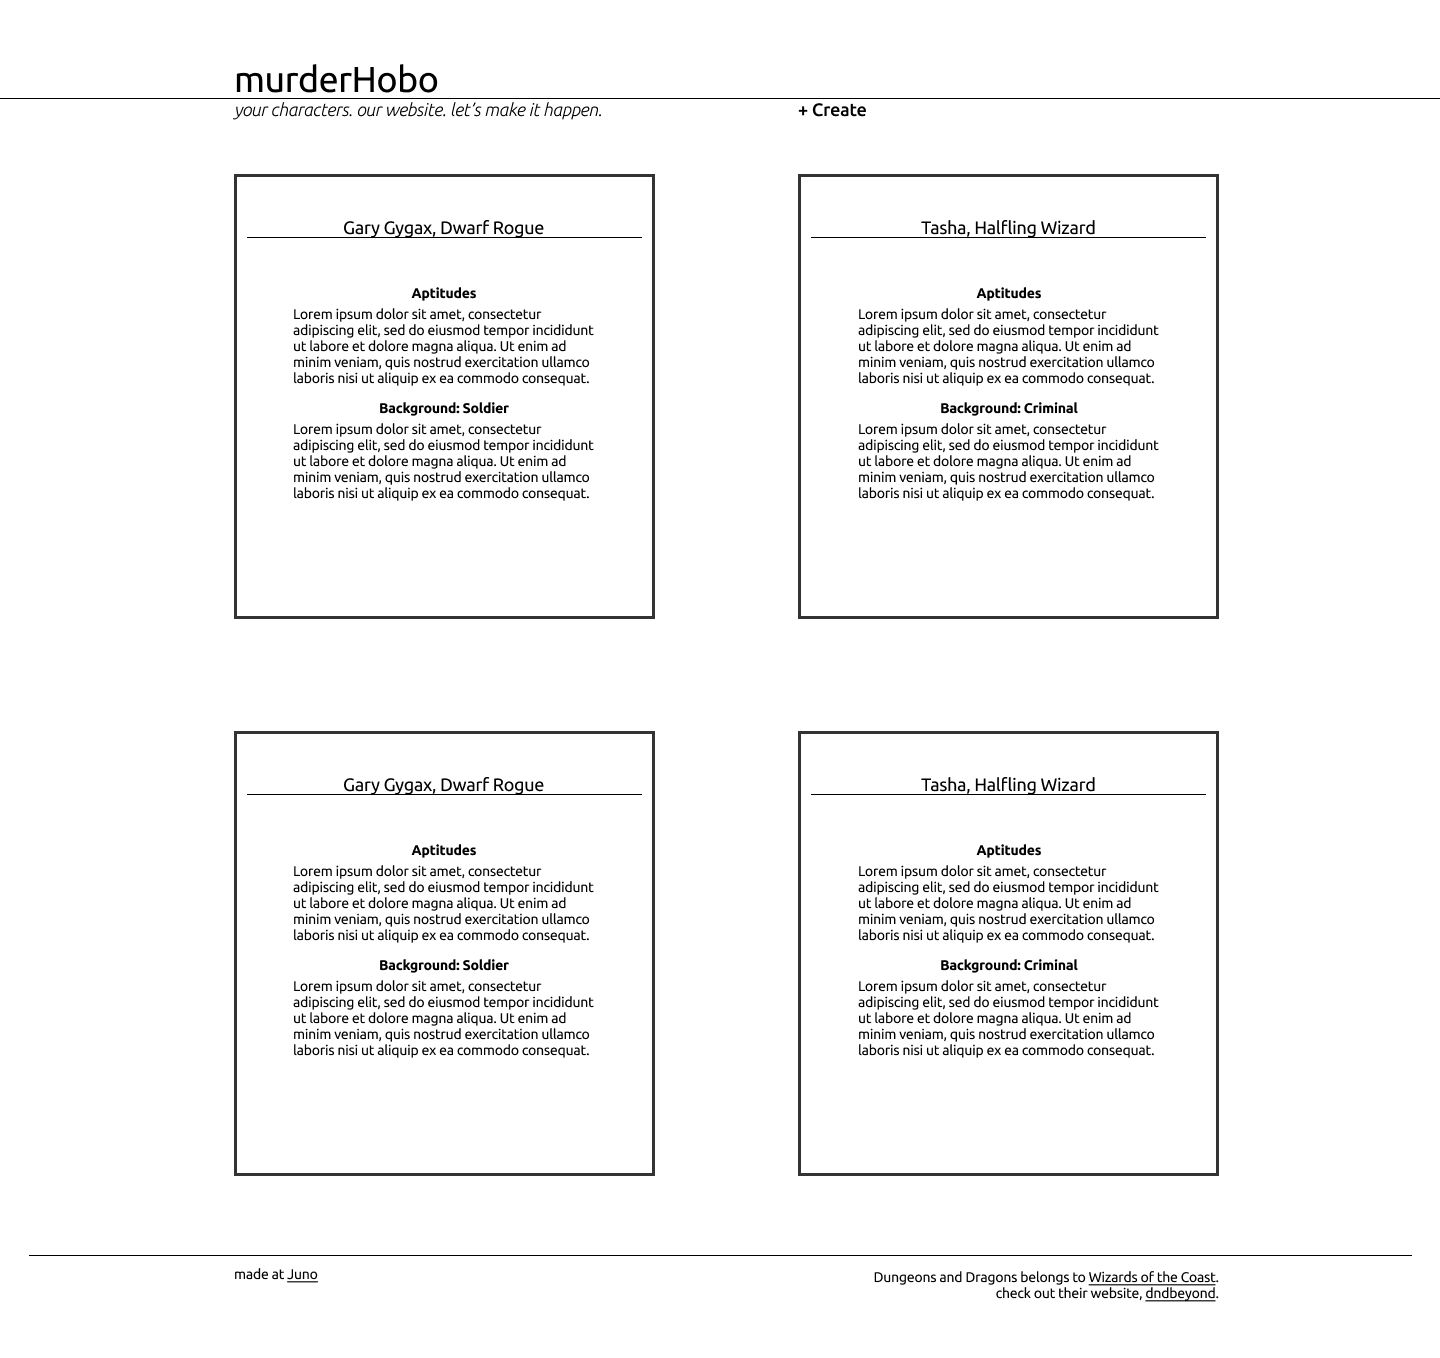 murderHobo
your characters. our website. let's make it happen.
+ Create
Gary Gygax, Dwarf Rogue
Aptitudes
Lorem ipsum dolor sit amet, consectetur
adipiscing elit, sed do eiusmod tempor incididunt
ut labore et dolore magna aliqua. Ut enim ad
minim veniam, quis nostrud exercitation ullamco
laboris nisi ut aliquip ex ea commodo consequat.
Background: Soldier
Lorem ipsum dolor sit amet, consectetur
adipiscing elit, sed do eiusmod tempor incididunt
ut labore et dolore magna aliqua. Ut enim ad
minim veniam, quis nostrud exercitation ullamco
laboris nisi ut aliquip ex ea commodo consequat.
Tasha, Halfling Wizard
Aptitudes
Lorem ipsum dolor sit amet, consectetur
adipiscing elit, sed do eiusmod tempor incididunt
ut labore et dolore magna aliqua. Ut enim ad
minim veniam, quis nostrud exercitation ullamco
laboris nisi ut aliquip ex ea commodo consequat.
Background: Criminal
Lorem ipsum dolor sit amet, consectetur
adipiscing elit, sed do eiusmod tempor incididunt
ut labore et dolore magna aliqua. Ut enim ad
minim veniam, quis nostrud exercitation ullamco
laboris nisi ut aliquip ex ea commodo consequat.
Gary Gygax, Dwarf Rogue
Aptitudes
Lorem ipsum dolor sit amet, consectetur
adipiscing elit, sed do eiusmod tempor incididunt
ut labore et dolore magna aliqua. Ut enim ad
minim veniam, quis nostrud exercitation ullamco
laboris nisi ut aliquip ex ea commodo consequat.
Background: Soldier
Lorem ipsum dolor sit amet, consectetur
adipiscing elit, sed do eiusmod tempor incididunt
ut labore et dolore magna aliqua. Ut enim ad
minim veniam, quis nostrud exercitation ullamco
laboris nisi ut aliquip ex ea commodo consequat.
Tasha, Halfling Wizard
Aptitudes
Lorem ipsum dolor sit amet, consectetur
adipiscing elit, sed do eiusmod tempor incididunt
ut labore et dolore magna aliqua. Ut enim ad
minim veniam, quis nostrud exercitation ullamco
laboris nisi ut aliquip ex ea commodo consequat.
Background: Criminal
Lorem ipsum dolor sit amet, consectetur
adipiscing elit, sed do eiusmod tempor incididunt
ut labore et dolore magna aliqua. Ut enim ad
minim veniam, quis nostrud exercitation ullamco
laboris nisi ut aliquip ex ea commodo consequat.
made at Juno
Dungeons and Dragons belongs to Wizards of the Coast.
check out their website, dndbeyond.